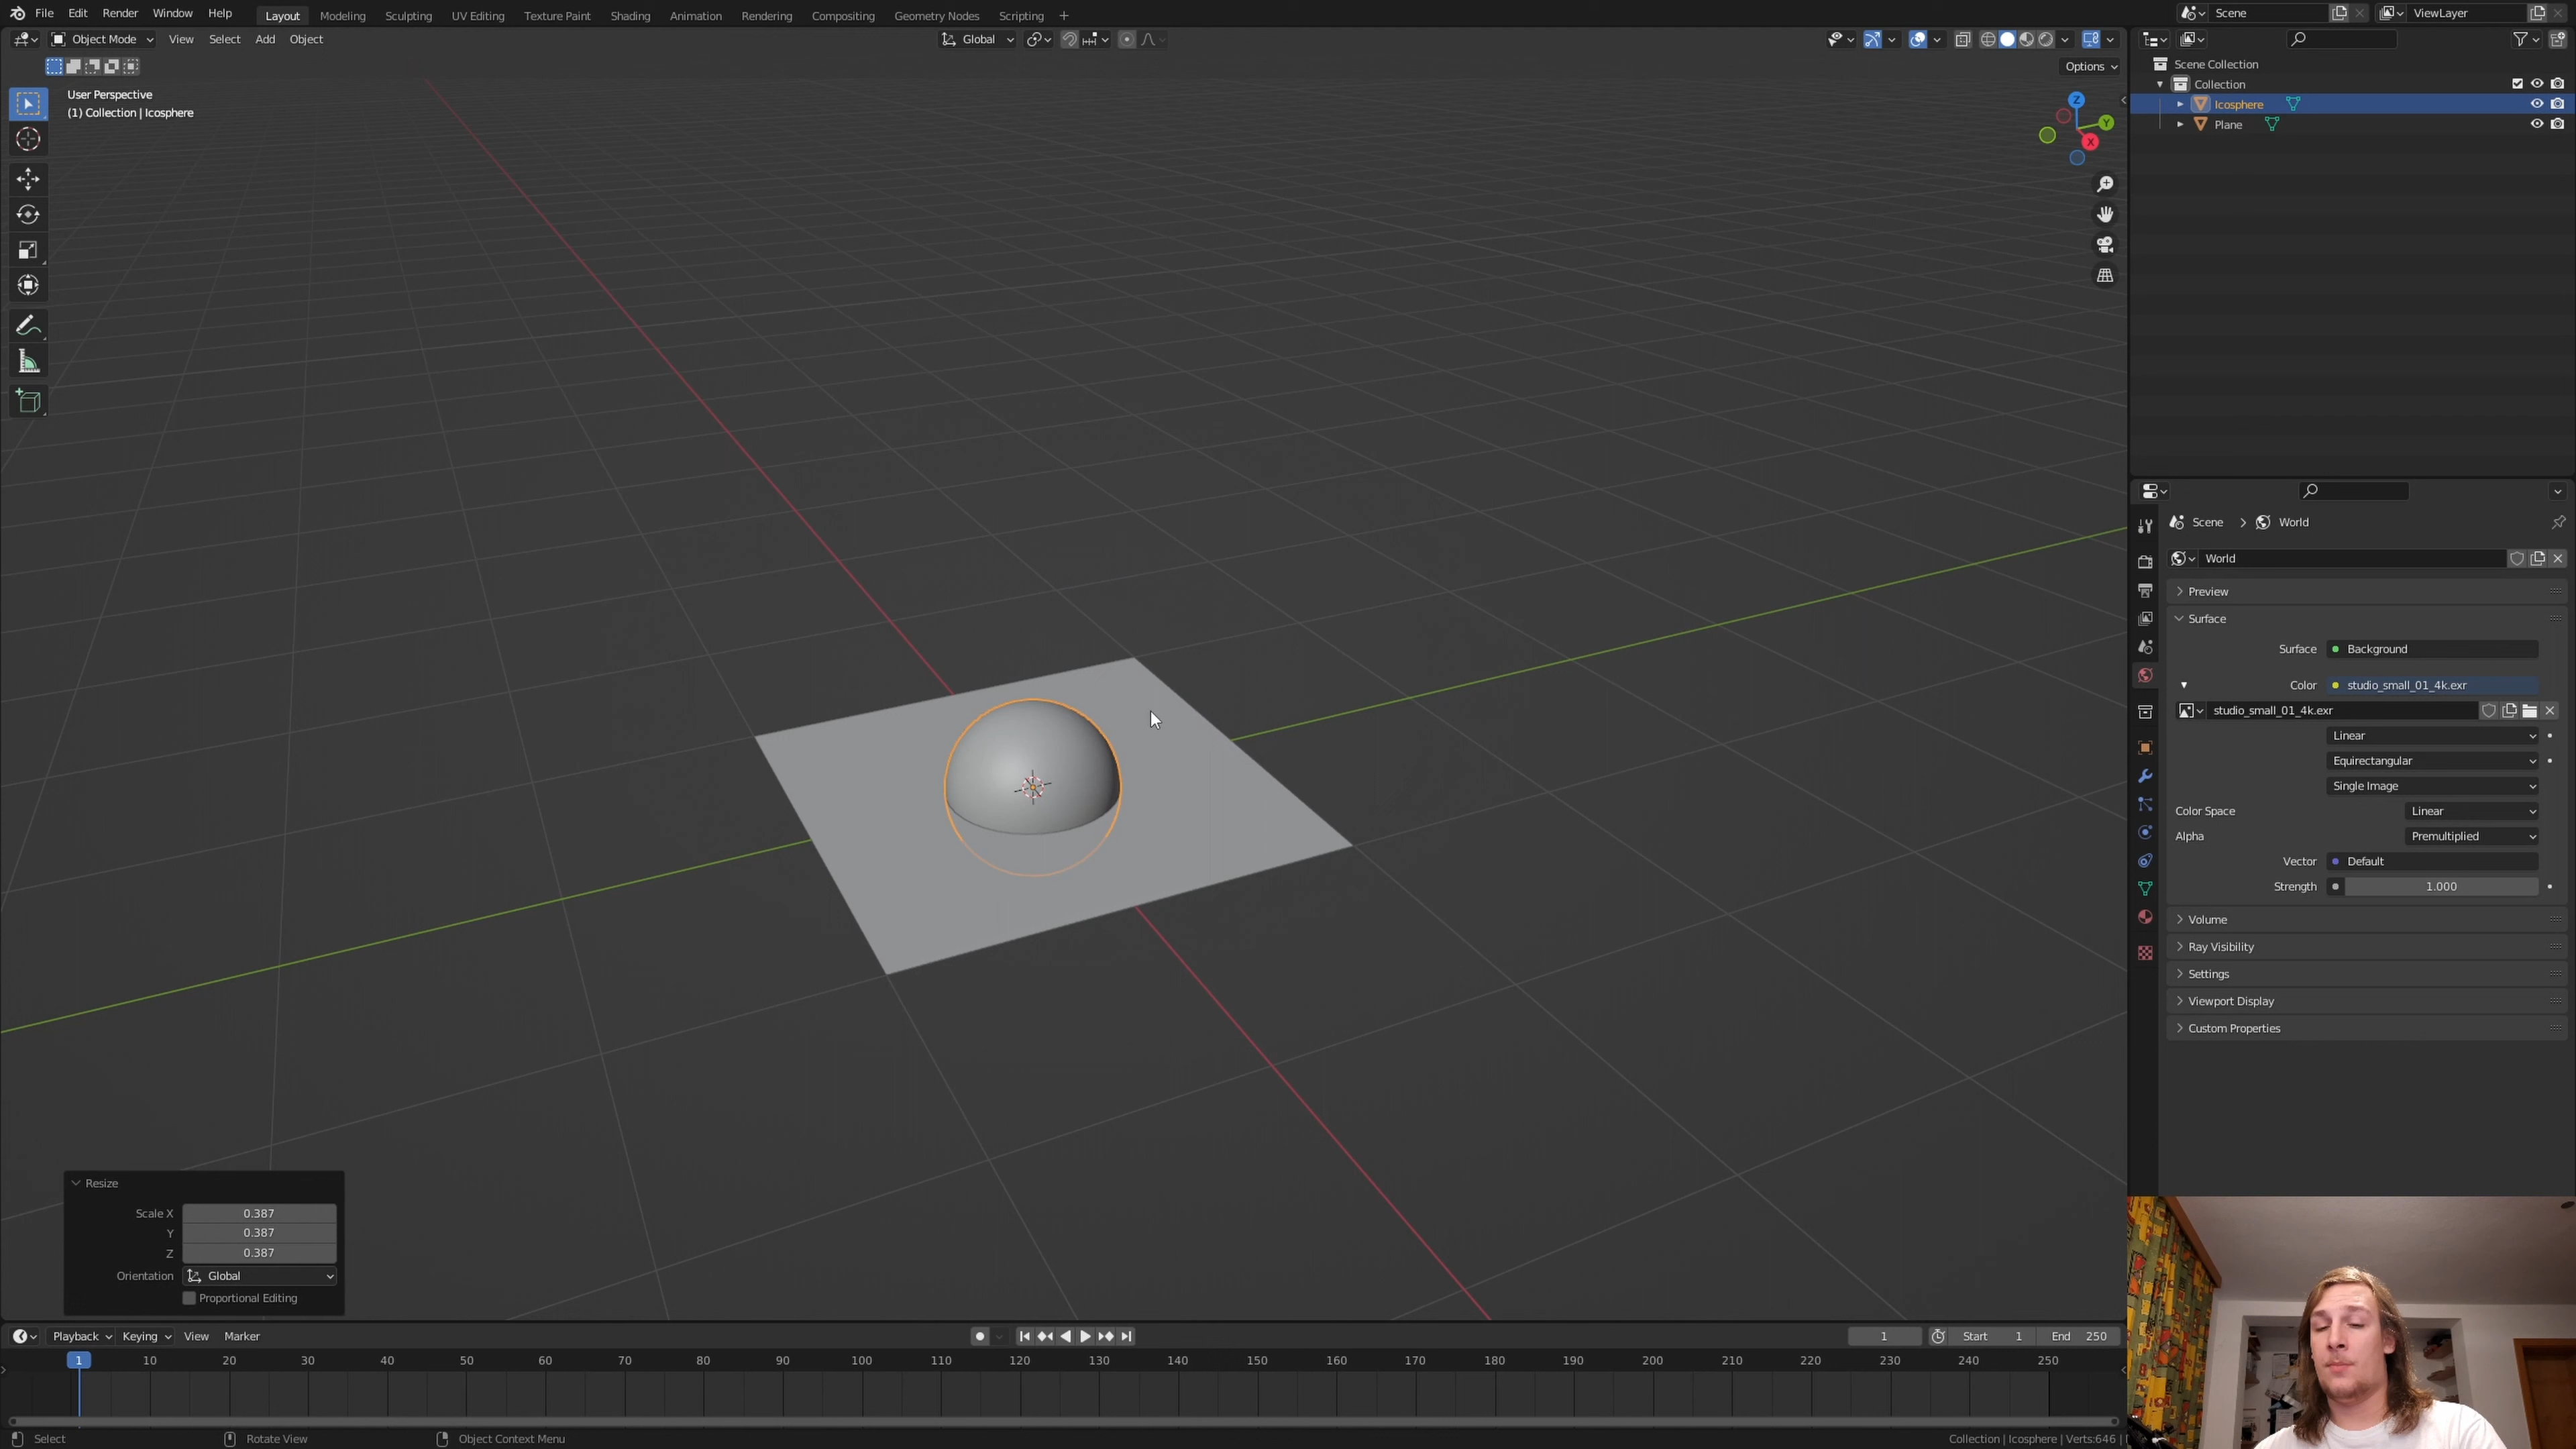 File Edit Render Window Help Layout Modeling Sculpting UV Editing Texture Paint Shading Animation Rendering Compositing Geometry Nodes Scripting + Scene ViewLayer
Object Mode View Select Add Object Global
Options
User Perspective
(1) Collection | Icosphere
Z
Y
X
Scene Collection
Collection
Icosphere
Plane
Scene > World
World
Preview
Surface
Surface Background
Color studio_small_01_4k.exr
studio_small_01_4k.exr
Linear
Equirectangular
Single Image
Color Space Linear
Alpha Premultiplied
Vector Default
Strength 1.000
Volume
Ray Visibility
Settings
Viewport Display
Custom Properties
Resize
Scale X 0.387
Y 0.387
Z 0.387
Orientation Global
Proportional Editing
Playback Keying View Marker 1 Start 1 End 250
1 10 20 30 40 50 60 70 80 90 100 110 120 130 140 150 160 170 180 190 200 210 220 230 240 250
Select Rotate View Object Context Menu Collection | Icosphere | Verts:646 |